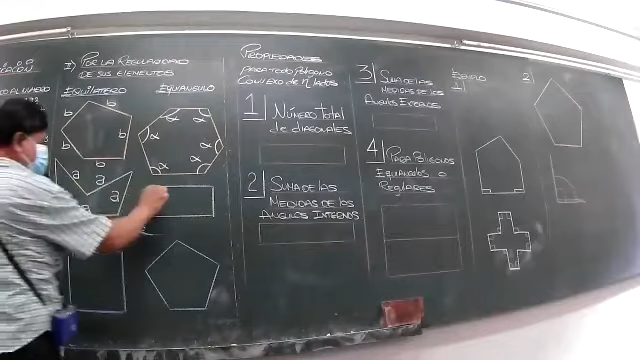 POR LA REGULARIDAD
DE SUS ELEMENTOS
EQUILÁTERO
EQUIÁNGULO
b
b
b
b
b
a
a
a
α
α
α
α
α
α
PROPIEDADES
PARA TODO POLÍGONO
CONVEXO DE "n" LADOS
1 NÚMERO TOTAL
de diagonales
2 SUMA DE LAS
MEDIDAS DE LOS
ÁNGULOS INTERNOS
3 SUMA DE LAS
MEDIDAS DE LOS
ÁNGULOS EXTERNOS
4 PARA POLÍGONOS
EQUIÁNGULOS O
REGULARES
EJEMPLO
1
2